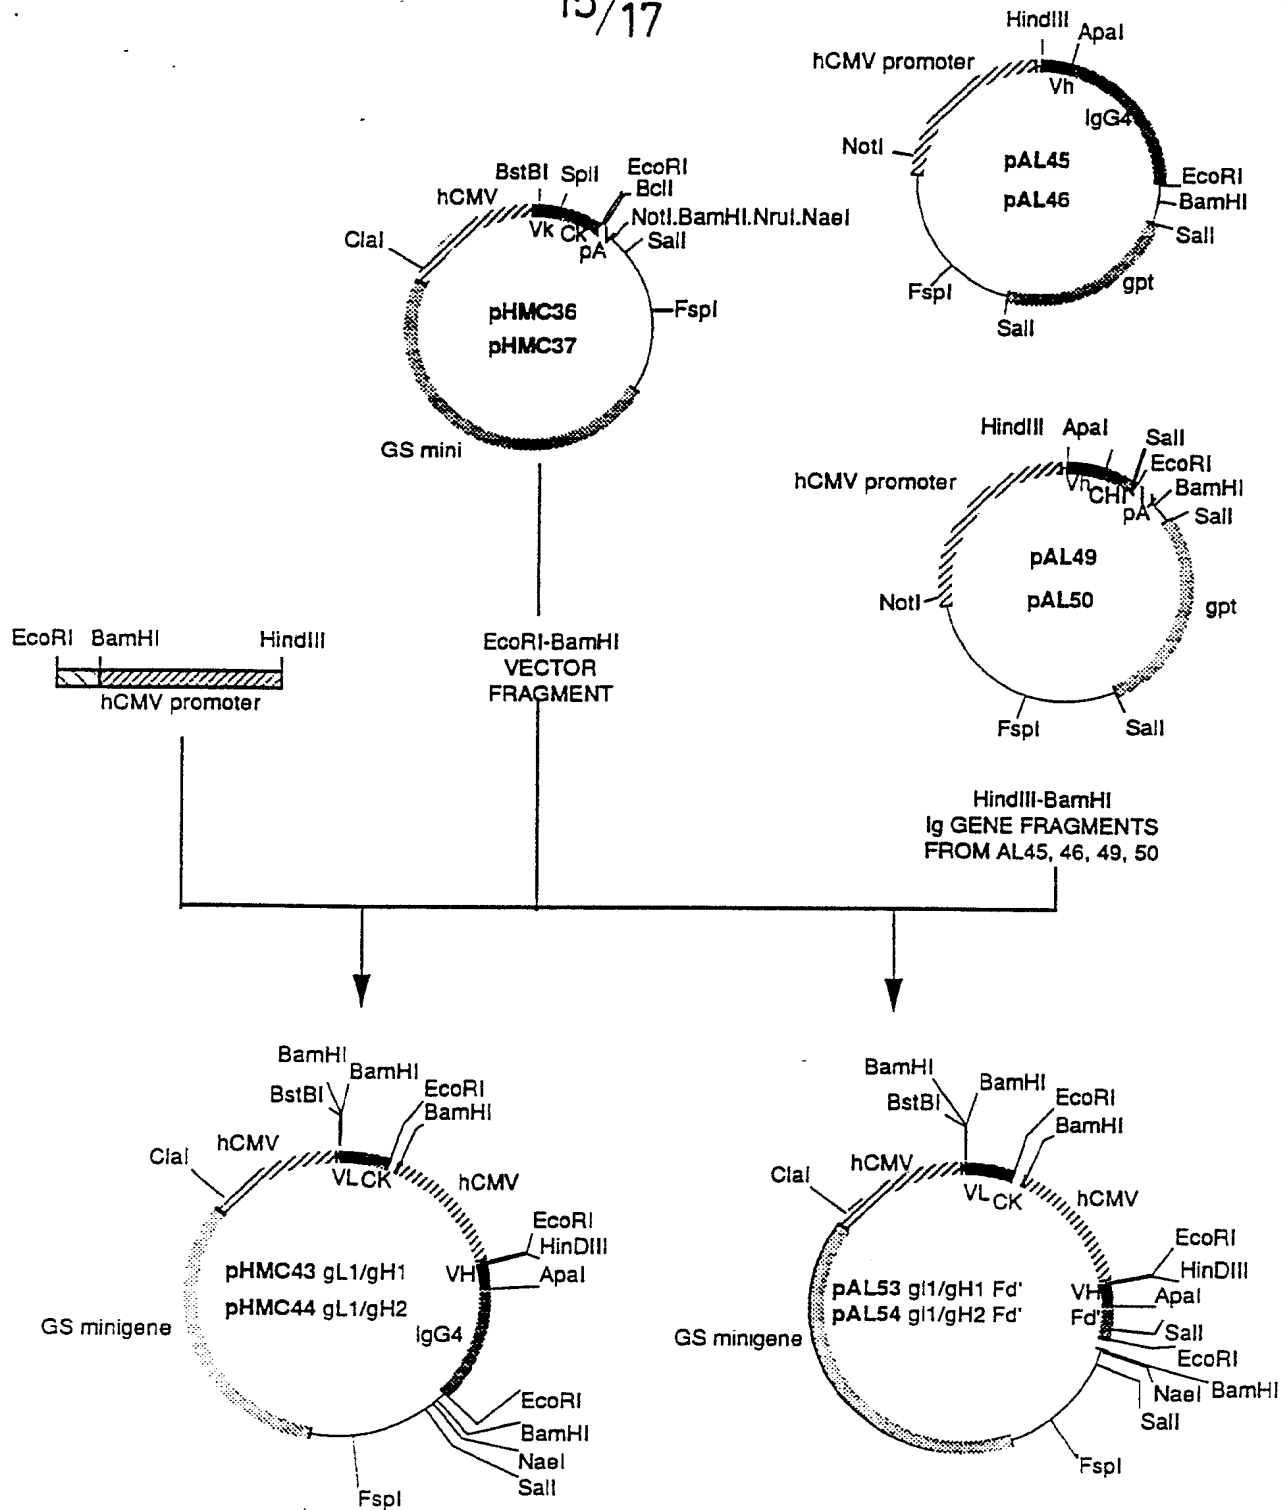 15/17
HindIII
ApaI
hCMV promoter
Vh
IgG4
NotI
pAL45
pAL46
EcoRI
BamHI
SalI
gpt
FspI
SalI
BstBI
SplI
EcoRI
BclI
hCMV
NotI.BamHI.NruI.NaeI
Vk
CK
pA
SalI
ClaI
pHMC36
pHMC37
FspI
GS mini
HindIII
ApaI
SalI
EcoRI
hCMV promoter
Vh
CHI
BamHI
pA
SalI
pAL49
pAL50
NotI
gpt
FspI
SalI
EcoRI
BamHI
HindIII
hCMV promoter
EcoRI-BamHI
VECTOR
FRAGMENT
HindIII-BamHI
Ig GENE FRAGMENTS
FROM AL45, 46, 49, 50
BamHI
BamHI
BstBI
EcoRI
BamHI
hCMV
ClaI
VL
CK
hCMV
EcoRI
HinDIII
VH
ApaI
pHMC43 gL1/gH1
pHMC44 gL1/gH2
IgG4
GS minigene
EcoRI
BamHI
NaeI
SalI
FspI
BamHI
BamHI
BstBI
EcoRI
BamHI
hCMV
ClaI
VL
CK
hCMV
EcoRI
HinDIII
VH
ApaI
pAL53 gl1/gH1 Fd'
pAL54 gl1/gH2 Fd'
Fd'
SalI
GS minigene
EcoRI
BamHI
NaeI
SalI
FspI